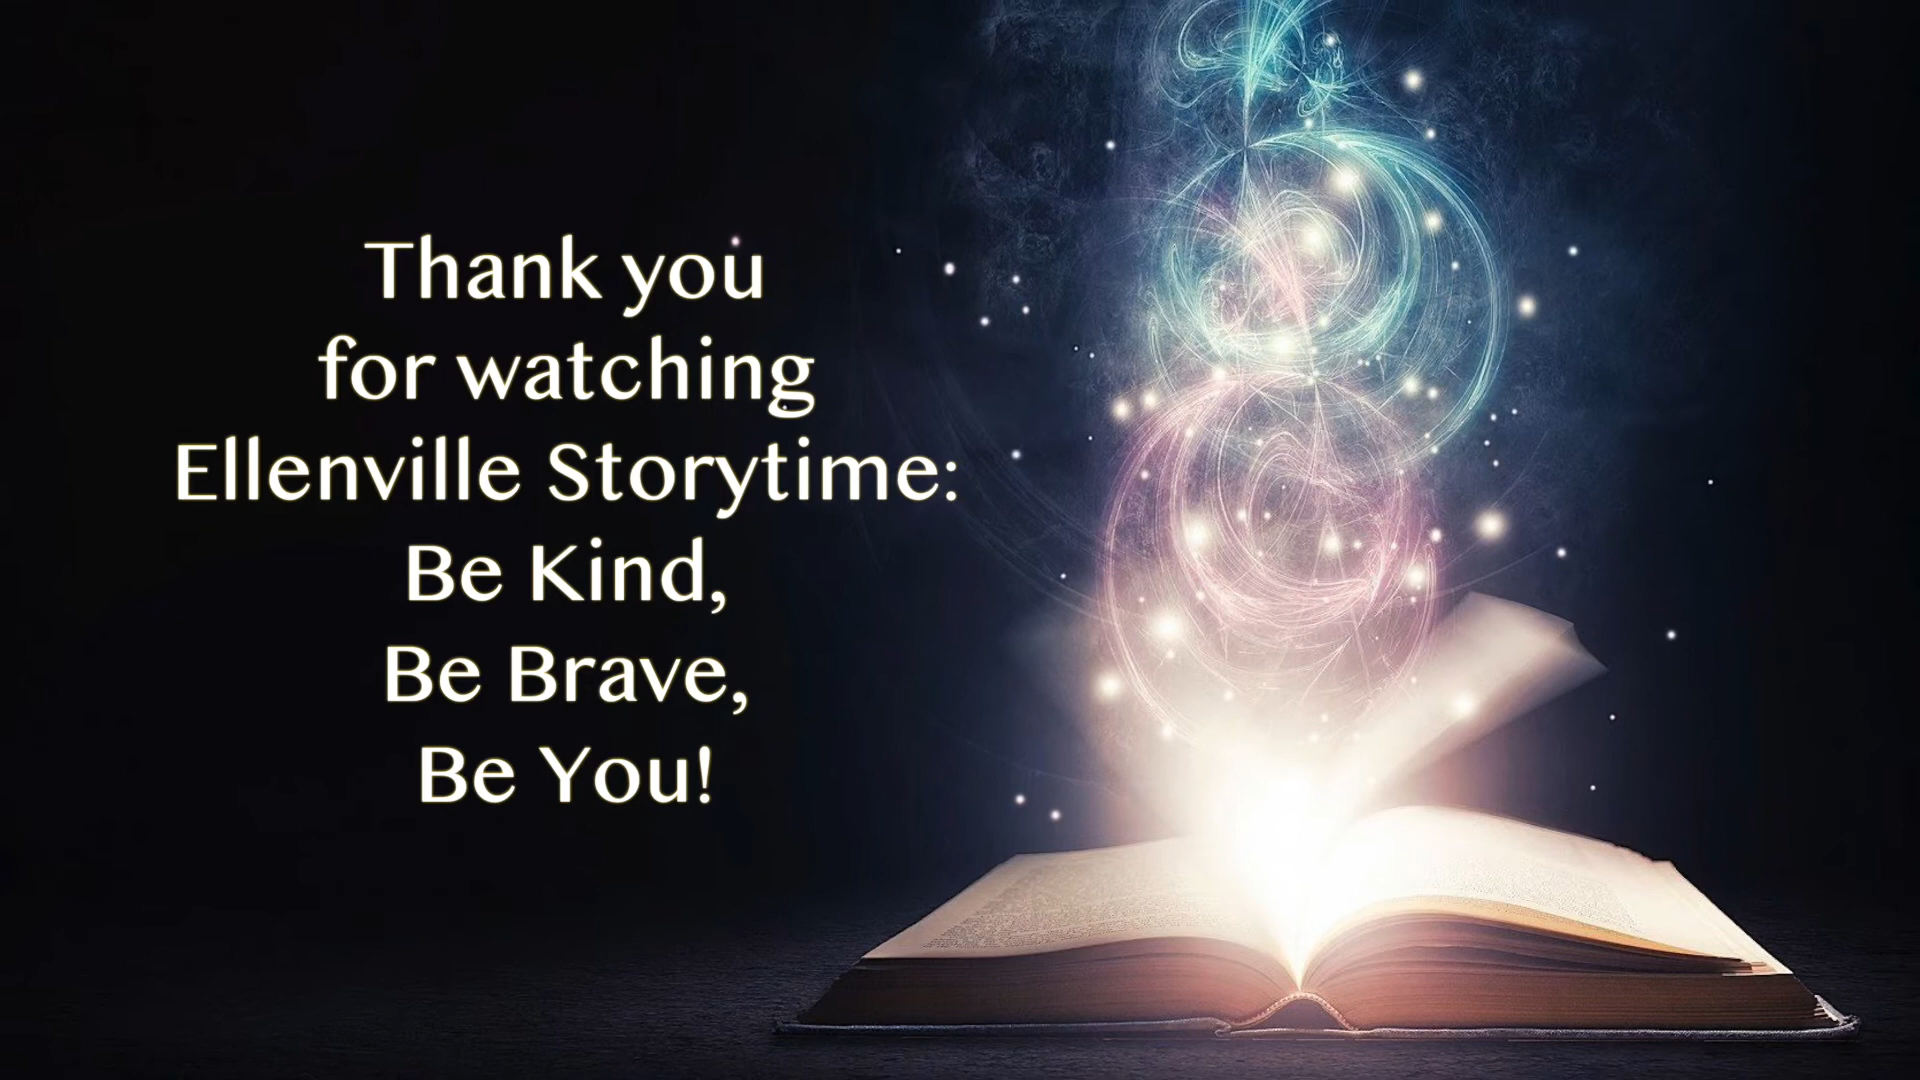 Thank you
for watching
Ellenville Storytime:
Be Kind,
Be Brave,
Be You!